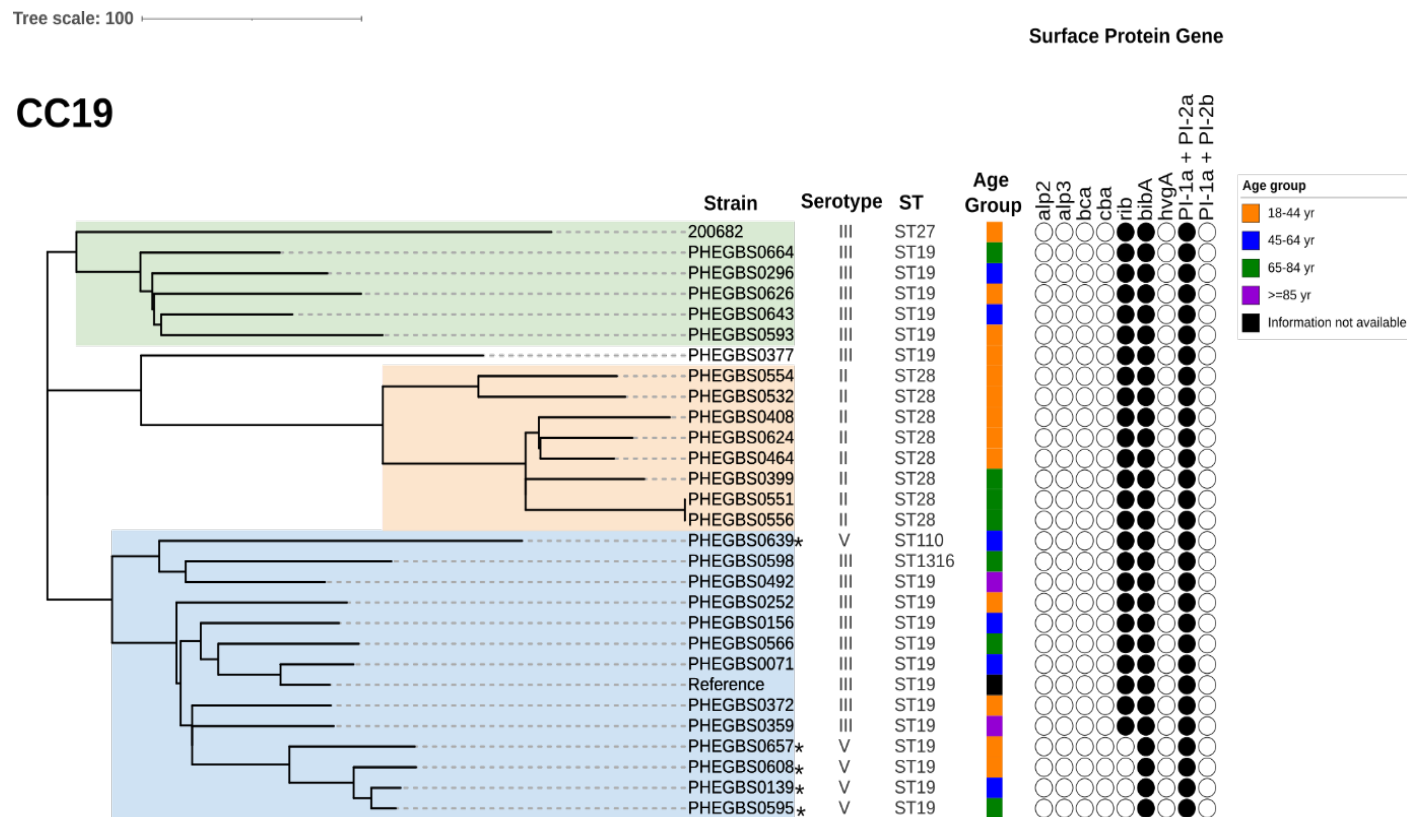 Tree scale: 100
Surface Protein Gene
CC19
Strain Serotype ST Age Group alp2 alp3 bca cba rib bibA hvgA PI-1a + PI-2a PI-1a + PI-2b
200682 III ST27
PHEGBS0664 III ST19
PHEGBS0296 III ST19
PHEGBS0626 III ST19
PHEGBS0643 III ST19
PHEGBS0593 III ST19
PHEGBS0377 III ST19
PHEGBS0554 II ST28
PHEGBS0532 II ST28
PHEGBS0408 II ST28
PHEGBS0624 II ST28
PHEGBS0464 II ST28
PHEGBS0399 II ST28
PHEGBS0551 II ST28
PHEGBS0556 II ST28
PHEGBS0639* V ST110
PHEGBS0598 III ST1316
PHEGBS0492 III ST19
PHEGBS0252 III ST19
PHEGBS0156 III ST19
PHEGBS0566 III ST19
PHEGBS0071 III ST19
Reference III ST19
PHEGBS0372 III ST19
PHEGBS0359 III ST19
PHEGBS0657* V ST19
PHEGBS0608* V ST19
PHEGBS0139* V ST19
PHEGBS0595* V ST19
Age group
18-44 yr
45-64 yr
65-84 yr
>=85 yr
Information not available